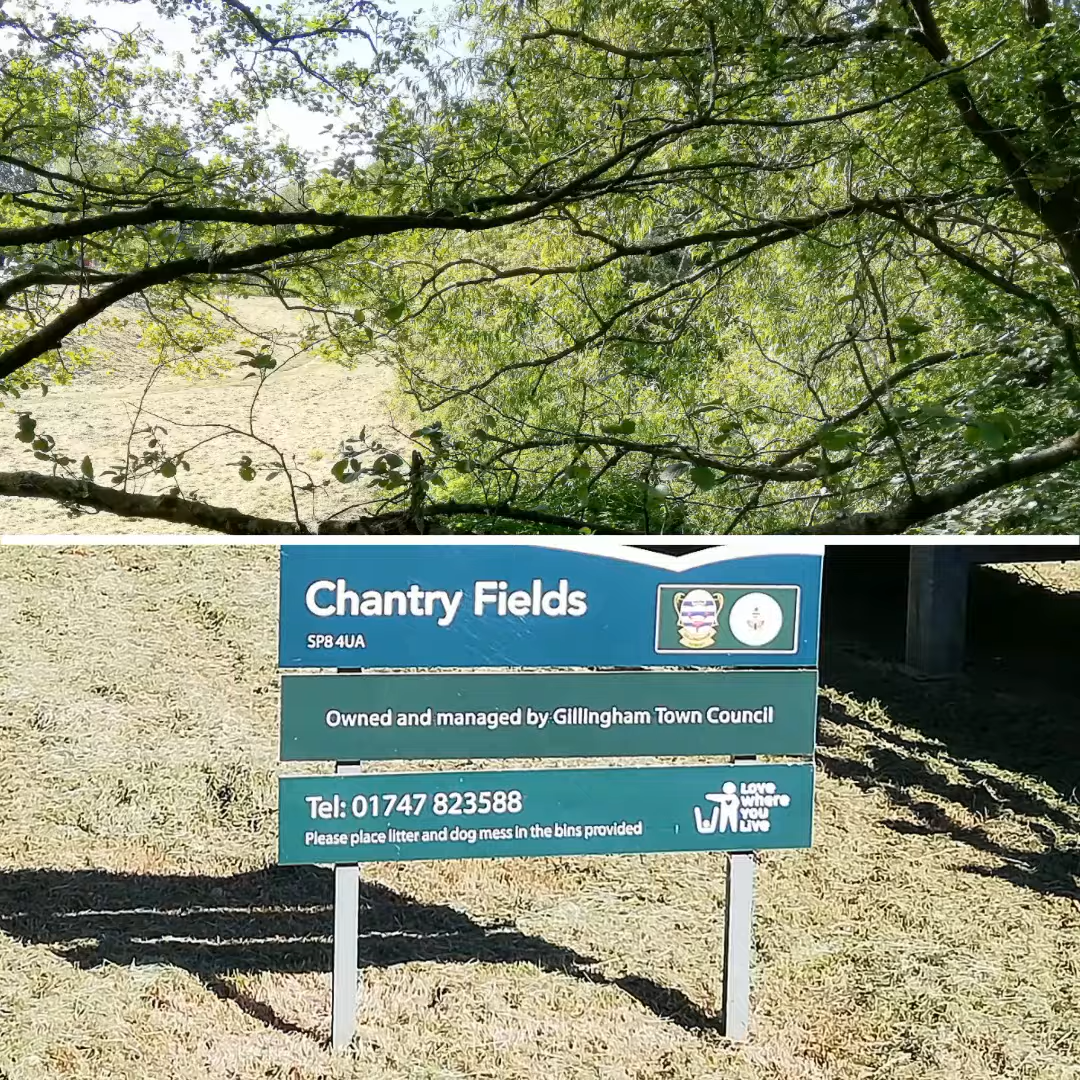 Chantry Fields
SP8 4UA
Owned and managed by Gillingham Town Council
Tel: 01747 823588
Please place litter and dog mess in the bins provided
Love
where
you
live